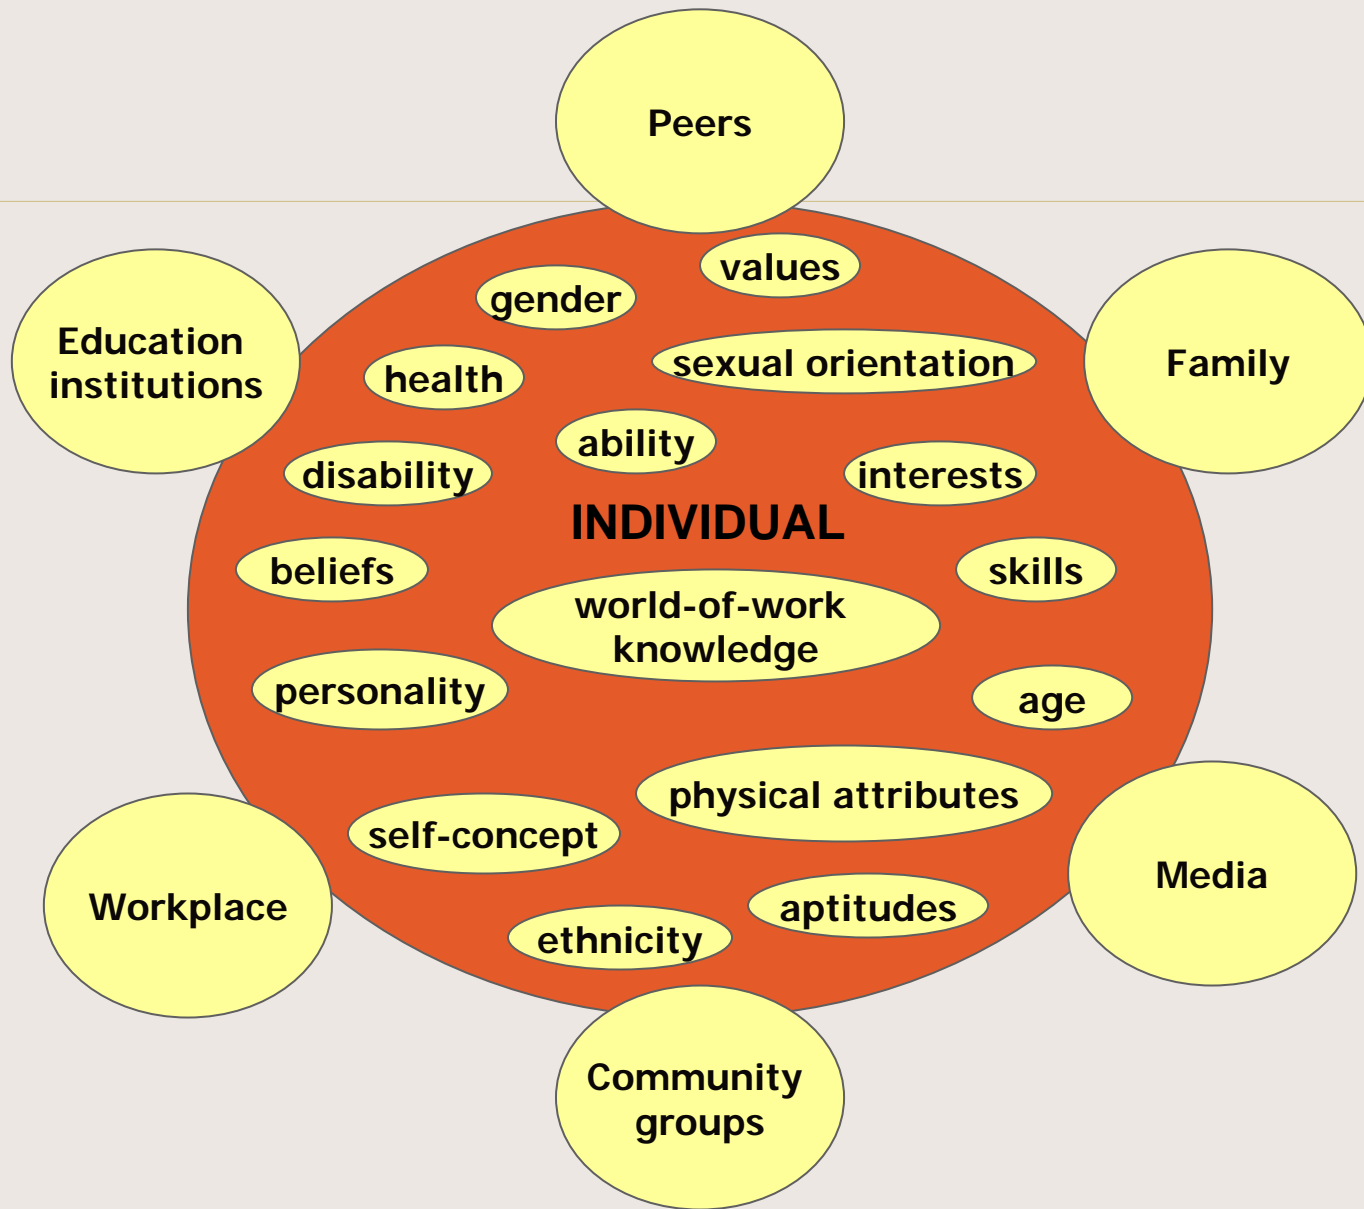 Peers
values
gender
Education
institutions
sexual orientation
Family
health
ability
disability
interests
INDIVIDUAL
beliefs
skills
world-of-work
knowledge
personality
age
physical attributes
self-concept
Media
Workplace
aptitudes
ethnicity
Community
groups